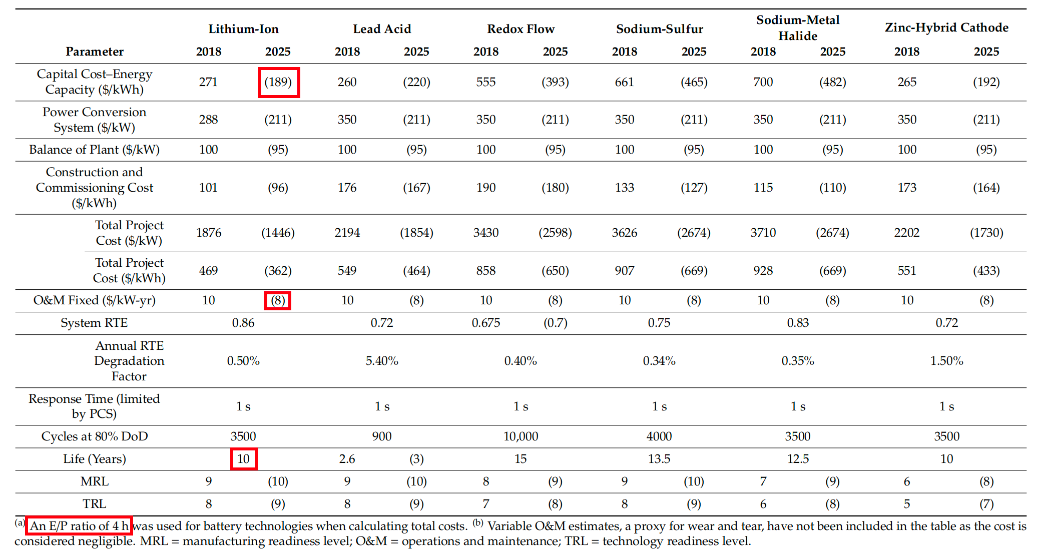 Lithium-Ion Lead Acid Redox Flow Sodium-Sulfur Sodium-Metal Halide Zinc-Hybrid Cathode
Parameter 2018 2025 2018 2025 2018 2025 2018 2025 2018 2025 2018 2025
Capital Cost–Energy Capacity ($/kWh) 271 (189) 260 (220) 555 (393) 661 (465) 700 (482) 265 (192)
Power Conversion System ($/kW) 288 (211) 350 (211) 350 (211) 350 (211) 350 (211) 350 (211)
Balance of Plant ($/kW) 100 (95) 100 (95) 100 (95) 100 (95) 100 (95) 100 (95)
Construction and Commissioning Cost ($/kWh) 101 (96) 176 (167) 190 (180) 133 (127) 115 (110) 173 (164)
Total Project Cost ($/kW) 1876 (1446) 2194 (1854) 3430 (2598) 3626 (2674) 3710 (2674) 2202 (1730)
Total Project Cost ($/kWh) 469 (362) 549 (464) 858 (650) 907 (669) 928 (669) 551 (433)
O&M Fixed ($/kW-yr) 10 (8) 10 (8) 10 (8) 10 (8) 10 (8) 10 (8)
System RTE 0.86 0.72 0.675 (0.7) 0.75 0.83 0.72
Annual RTE Degradation Factor 0.50% 5.40% 0.40% 0.34% 0.35% 1.50%
Response Time (limited by PCS) 1 s 1 s 1 s 1 s 1 s 1 s
Cycles at 80% DoD 3500 900 10,000 4000 3500 3500
Life (Years) 10 2.6 (3) 15 13.5 12.5 10
MRL 9 (10) 9 (10) 8 (9) 9 (10) 7 (9) 6 (8)
TRL 8 (9) 8 (9) 7 (8) 8 (9) 6 (8) 5 (7)
(a) An E/P ratio of 4 h was used for battery technologies when calculating total costs. (b) Variable O&M estimates, a proxy for wear and tear, have not been included in the table as the cost is
considered negligible. MRL = manufacturing readiness level; O&M = operations and maintenance; TRL = technology readiness level.